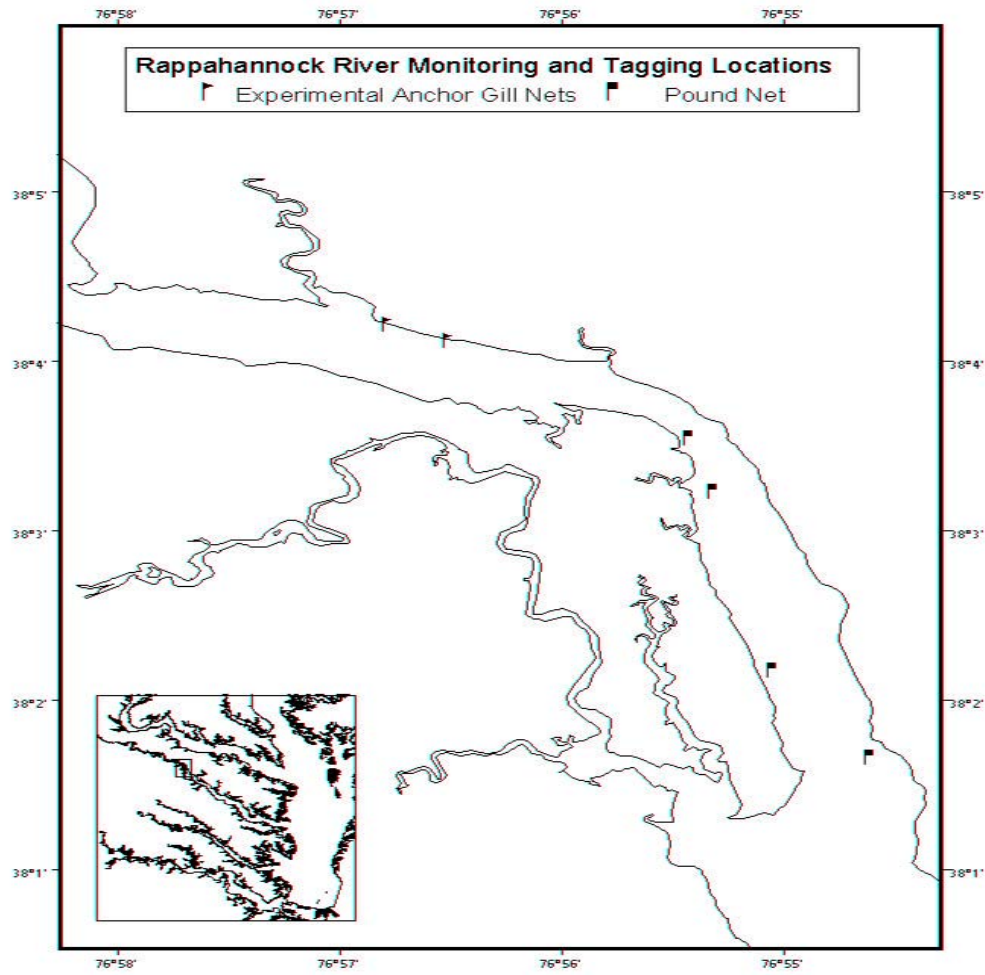 76°58' 76°57' 76°56' 76°55'
Rappahannock River Monitoring and Tagging Locations
Experimental Anchor Gill Nets Pound Net
38°5' 38°5'
38°4' 38°4'
38°3' 38°3'
38°2' 38°2'
38°1' 38°1'
76°58' 76°57' 76°56' 76°55'